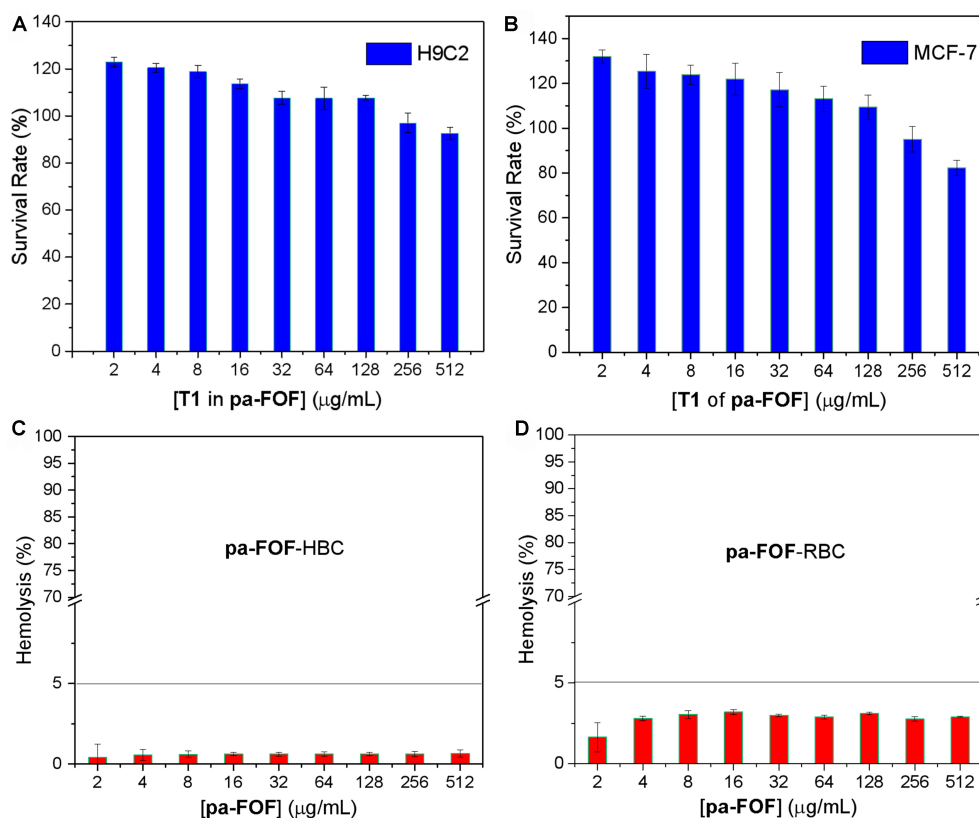 A
H9C2
Survival Rate (%)
140
120
100
80
60
40
20
0
2 4 8 16 32 64 128 256 512
[T1 in pa-FOF] (μg/mL)
B
MCF-7
Survival Rate (%)
140
120
100
80
60
40
20
0
2 4 8 16 32 64 128 256 512
[T1 of pa-FOF] (μg/mL)
C
pa-FOF-HBC
Hemolysis (%)
100
95
90
85
80
75
70
5
0
2 4 8 16 32 64 128 256 512
[pa-FOF] (μg/mL)
D
pa-FOF-RBC
Hemolysis (%)
100
95
90
85
80
75
70
5
0
2 4 8 16 32 64 128 256 512
[pa-FOF] (μg/mL)